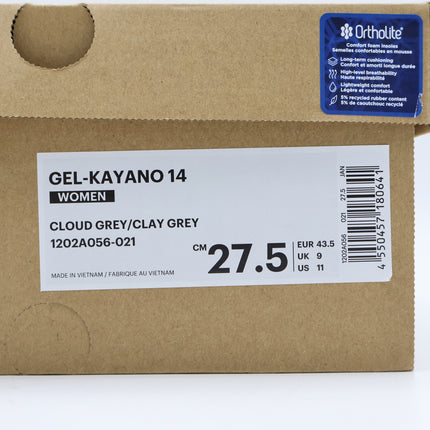 OrthoLite
Comfort foam insoles
Semelles confortables en mousse
Long-term cushioning
Confort et amorti longue durée
High-level breathability
Haute respirabilité
Lightweight comfort
Légère et confortable
5% recycled rubber content
5% de caoutchouc recyclé
GEL-KAYANO 14
WOMEN
CLOUD GREY/CLAY GREY
1202A056-021
MADE IN VIETNAM / FABRIQUE AU VIETNAM
CM 27.5
EUR 43.5
UK 9
US 11
1202A056 021 27.5 JAN
4 550457 180641